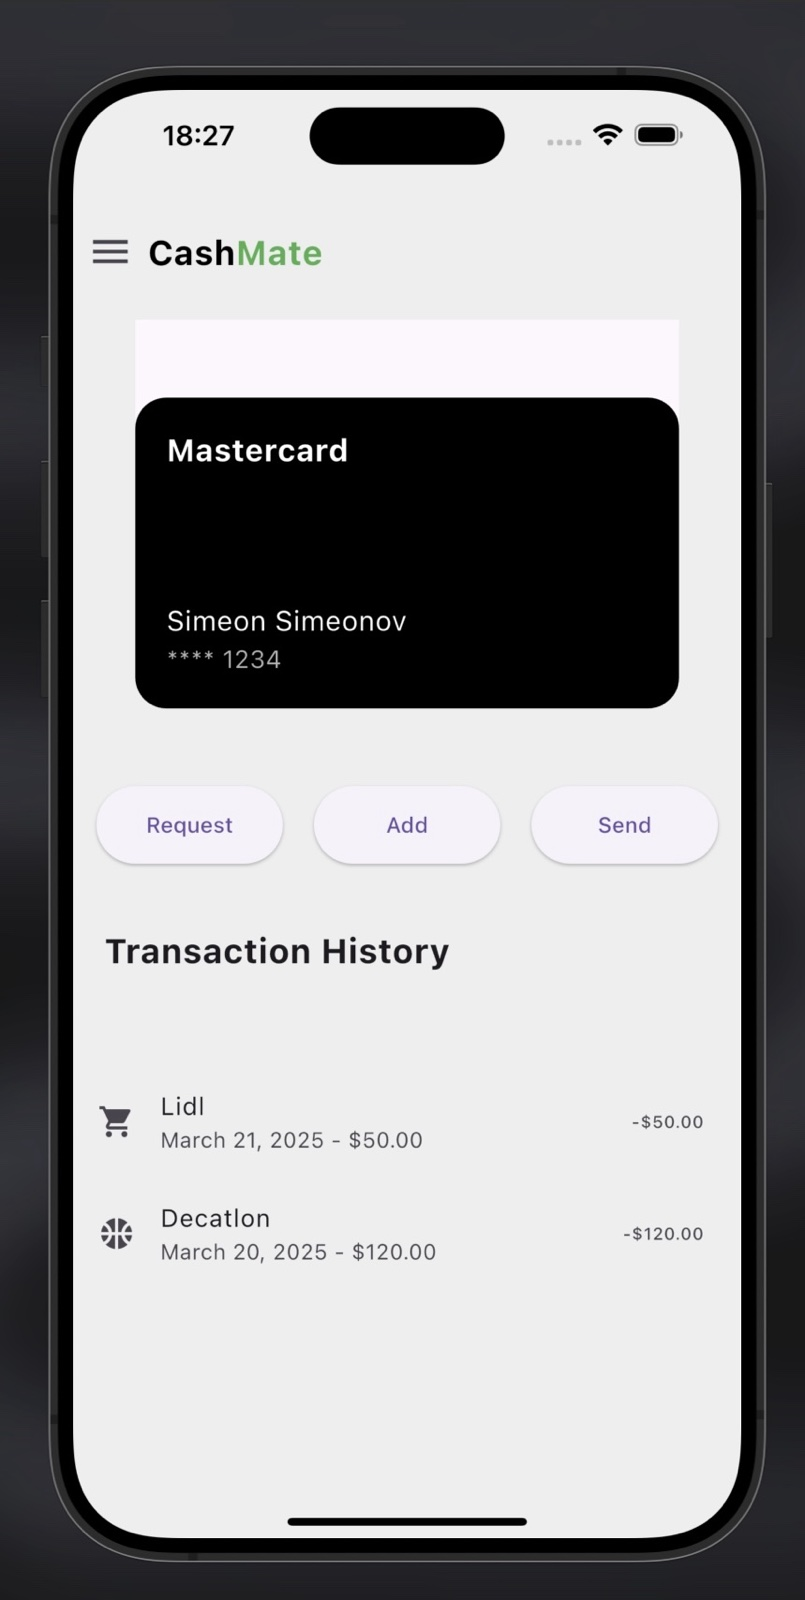 18:27
CashMate
Mastercard
Simeon Simeonov
**** 1234
Request Add Send
Transaction History
Lidl
March 21, 2025 - $50.00
-$50.00
Decatlon
March 20, 2025 - $120.00
-$120.00